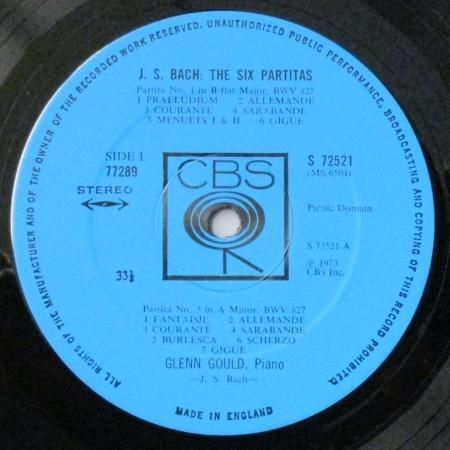 ALL RIGHTS OF THE MANUFACTURER AND OF THE OWNER OF THE RECORDED WORK RESERVED. UNAUTHORIZED PUBLIC PERFORMANCE, BROADCASTING AND COPYING OF THIS RECORD PROHIBITED.
J. S. BACH: THE SIX PARTITAS
Partita No. 1 in B flat Major, BWV 825
1 PRAELUDIUM 2 ALLEMANDE
3 COURANTE 4 SARABANDE
5 MENUETS I & II 6 GIGUE
SIDE 1
77289
STEREO
33⅓
CBS
S 72521
(MS 6504)
Public Domain
S 73521 A
℗ 1973
CBS Inc.
Partita No. 3 in A Minor, BWV 827
1 FANTAISIE 2 ALLEMANDE
3 COURANTE 4 SARABANDE
5 BURLESCA 6 SCHERZO
7 GIGUE
GLENN GOULD, Piano
—J. S. Bach—
MADE IN ENGLAND